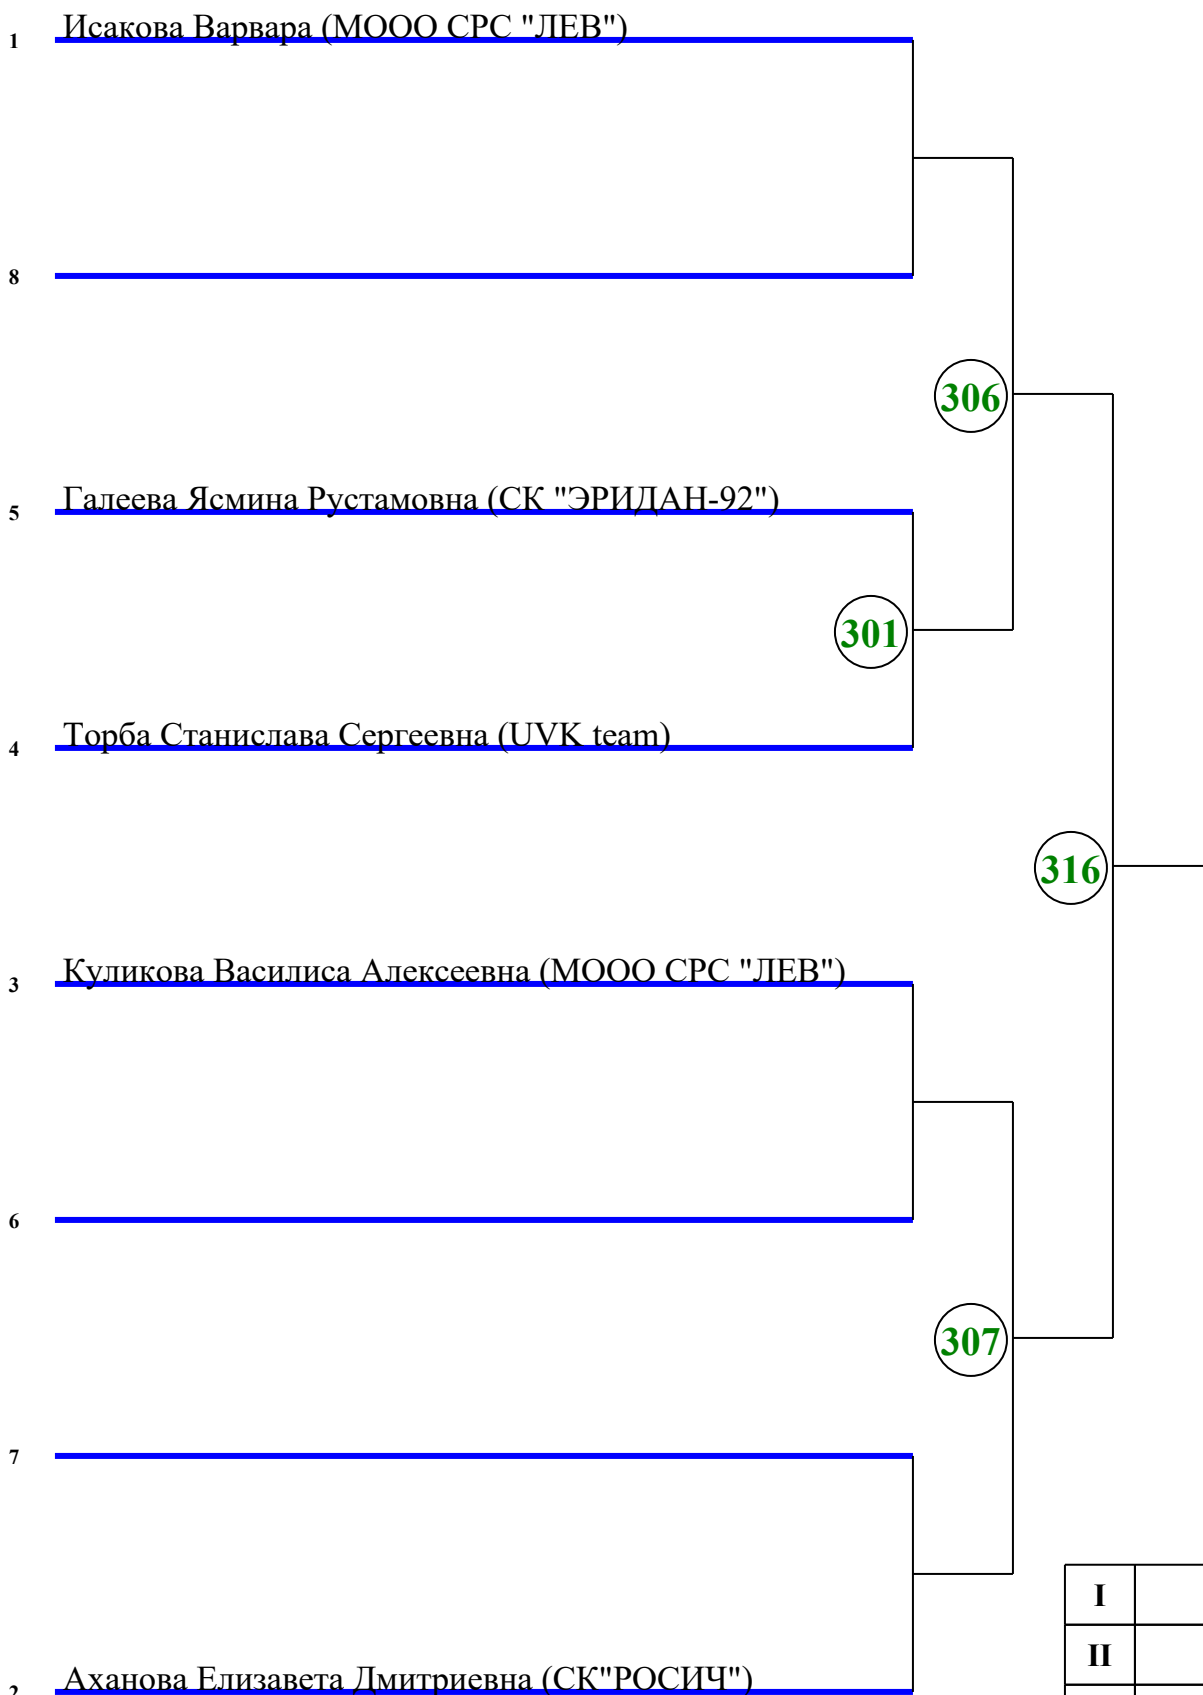 1 Исакова Варвара (МООО СРС "ЛЕВ")
8
306
5 Галеева Ясмина Рустамовна (СК "ЭРИДАН-92")
301
4 Торба Станислава Сергеевна (UVK team)
316
3 Куликова Василиса Алексеевна (МООО СРС "ЛЕВ")
6
307
7
I
II
2 Аханова Елизавета Дмитриевна (СК"РОСИЧ")